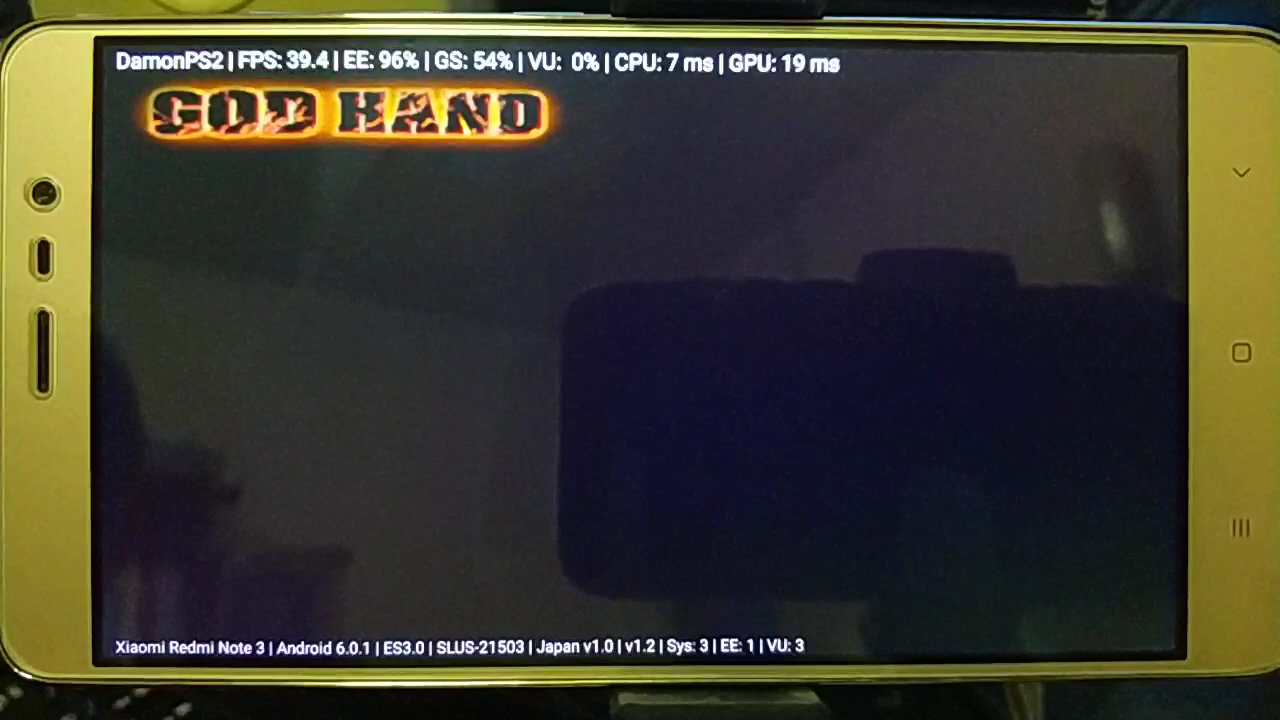 DamonPS2 | FPS: 39.4 | EE: 96% | GS: 54% | VU: 0% | CPU: 7 ms | GPU: 19 ms
GOD HAND
Xiaomi Redmi Note 3 | Android 6.0.1 | ES3.0 | SLUS-21503 | Japan v1.0 | v1.2 | Sys: 3 | EE: 1 | VU: 3